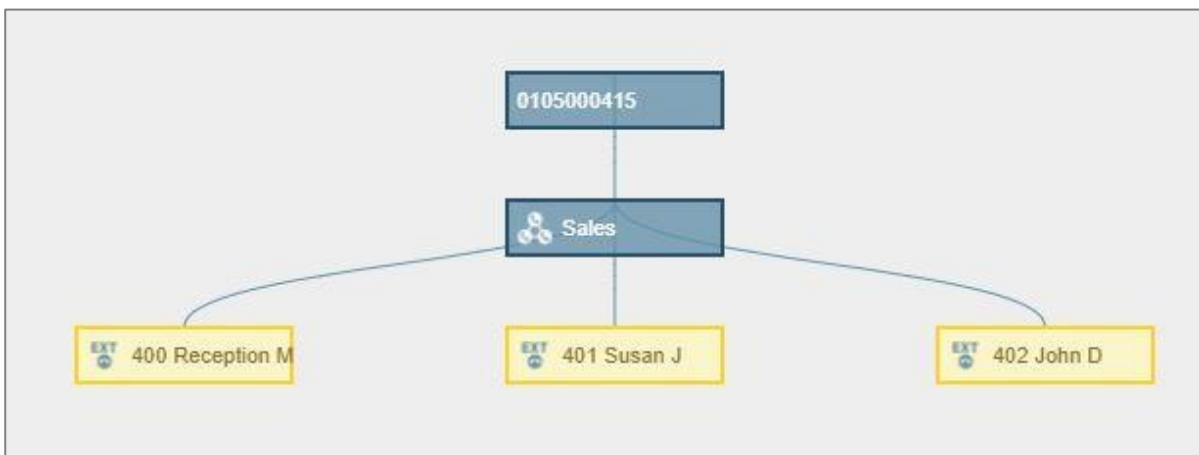 0105000415
Sales
EXT 400 Reception M
EXT 401 Susan J
EXT 402 John D